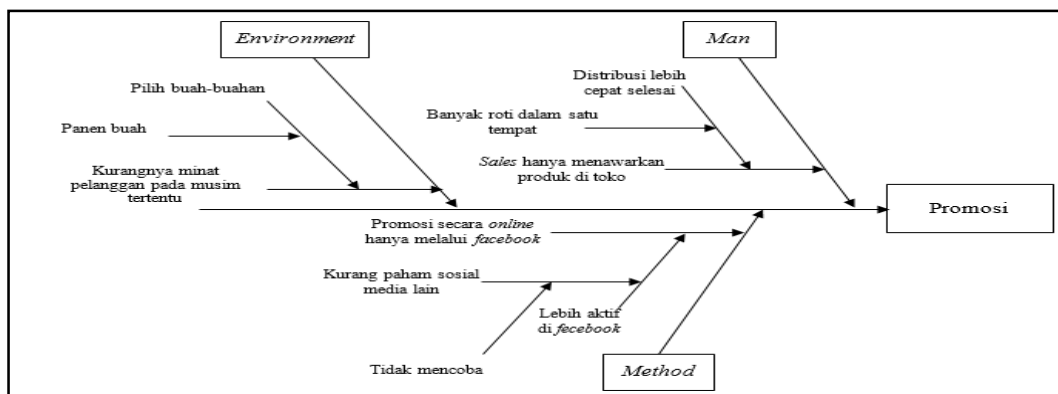 Environment
Man
Pilih buah-buahan
Panen buah
Kurangnya minat
pelanggan pada musim
tertentu
Distribusi lebih
cepat selesai
Banyak roti dalam satu
tempat
Sales hanya menawarkan
produk di toko
Promosi
Promosi secara online
hanya melalui facebook
Kurang paham sosial
media lain
Lebih aktif
di fecebook
Tidak mencoba
Method